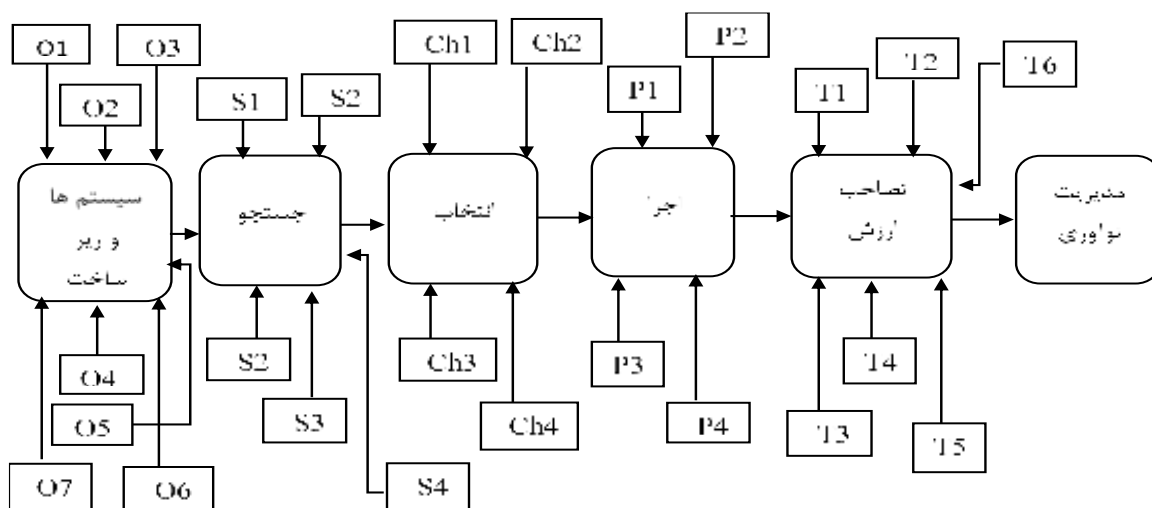 O1
O3
O2
S1
S2
Ch1
Ch2
P1
P2
T1
T2
T6
سیستم ها
و زیر
ساخت
جستجو
انتخاب
اجرا
تصاحب
ارزش
مدیریت
نوآوری
O4
O5
O7
O6
S2
S3
S4
Ch3
Ch4
P3
P4
T3
T4
T5